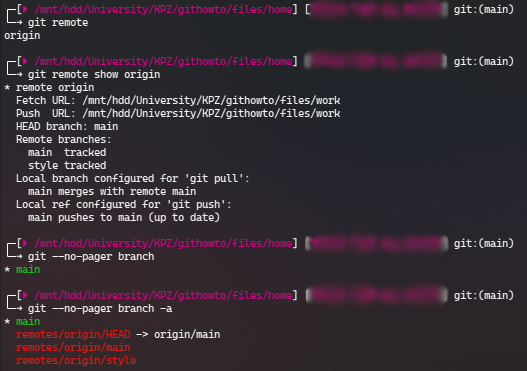 ┌─[⏵ /mnt/hdd/University/KPZ/githowto/files/home] [ git:(main)
└─→ git remote
origin
┌─[⏵ /mnt/hdd/University/KPZ/githowto/files/home] git:(main)
└─→ git remote show origin
* remote origin
Fetch URL: /mnt/hdd/University/KPZ/githowto/files/work
Push  URL: /mnt/hdd/University/KPZ/githowto/files/work
HEAD branch: main
Remote branches:
main  tracked
style tracked
Local branch configured for 'git pull':
main merges with remote main
Local ref configured for 'git push':
main pushes to main (up to date)
┌─[⏵ /mnt/hdd/University/KPZ/githowto/files/home] git:(main)
└─→ git --no-pager branch
* main
┌─[⏵ /mnt/hdd/University/KPZ/githowto/files/home] git:(main)
└─→ git --no-pager branch -a
* main
remotes/origin/HEAD -> origin/main
remotes/origin/main
remotes/origin/style